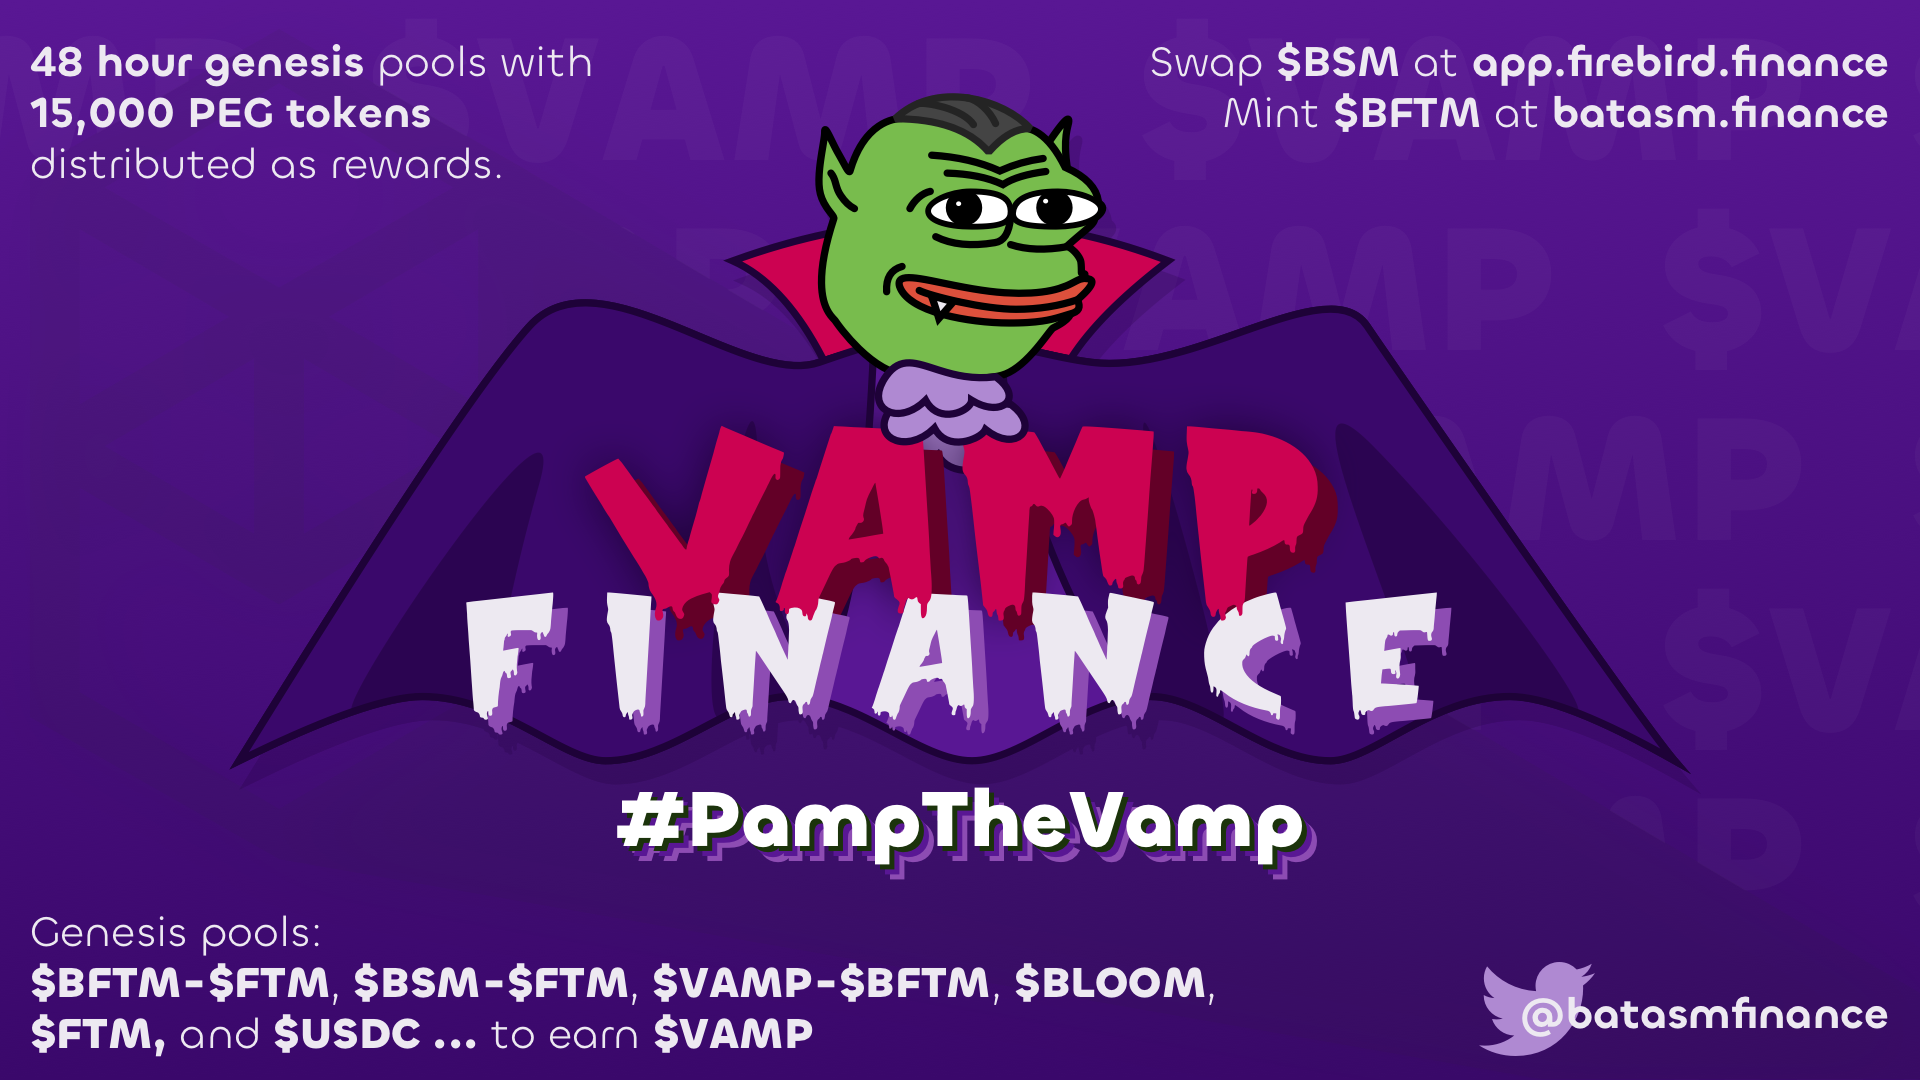 48 hour genesis pools with
15,000 PEG tokens
distributed as rewards.
Swap $BSM at app.firebird.finance
Mint $BFTM at batasm.finance
VAMP
FINANCE
#PampTheVamp
Genesis pools:
$BFTM-$FTM, $BSM-$FTM, $VAMP-$BFTM, $BLOOM,
$FTM, and $USDC ... to earn $VAMP
@batasmfinance